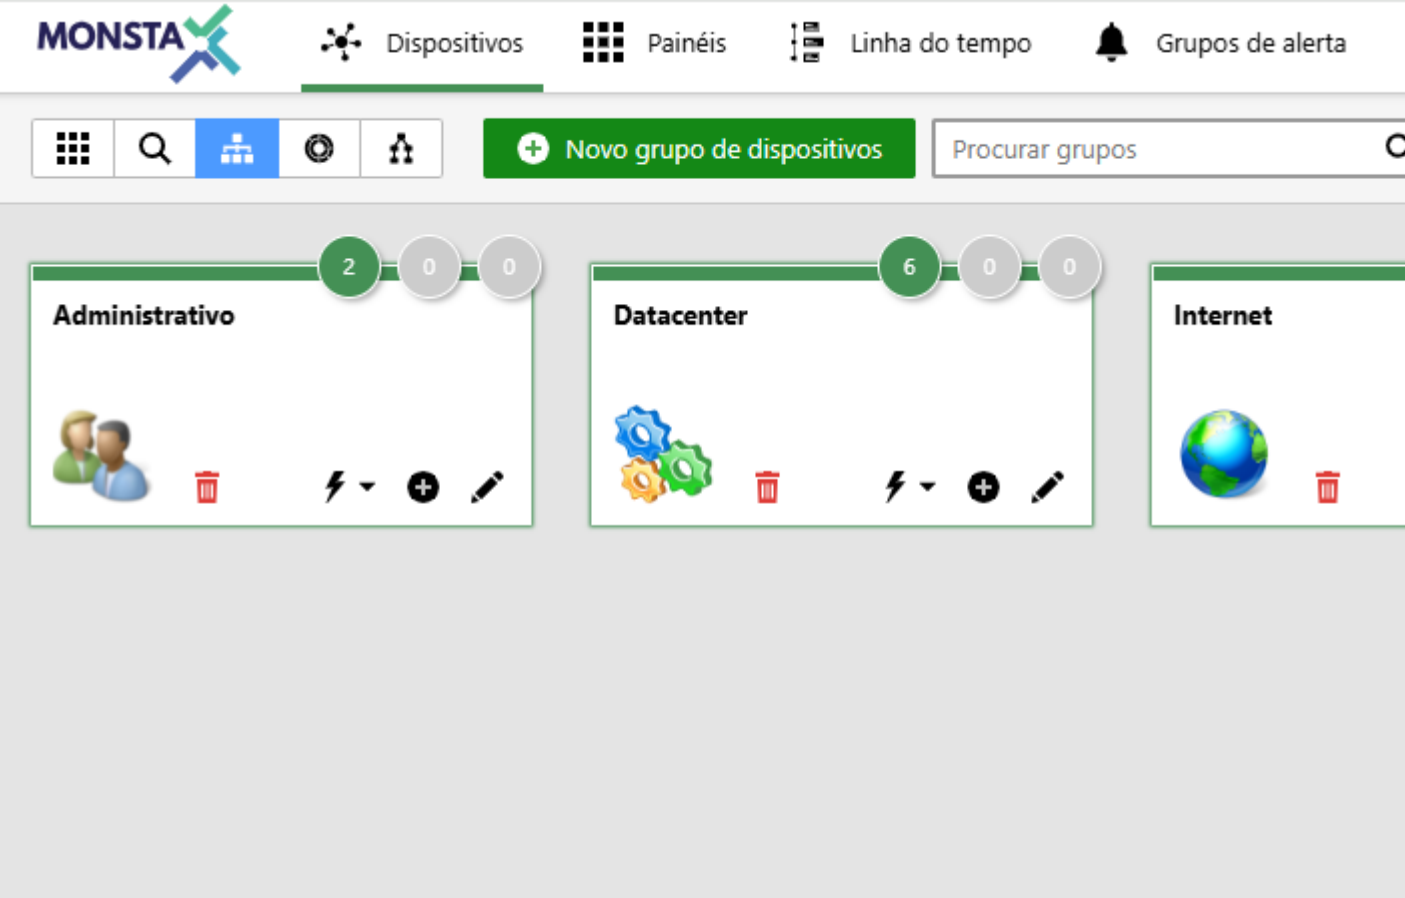 MONSTA
Dispositivos
Painéis
Linha do tempo
Grupos de alerta
Novo grupo de dispositivos
Procurar grupos
2
0
0
Administrativo
6
0
0
Datacenter
Internet